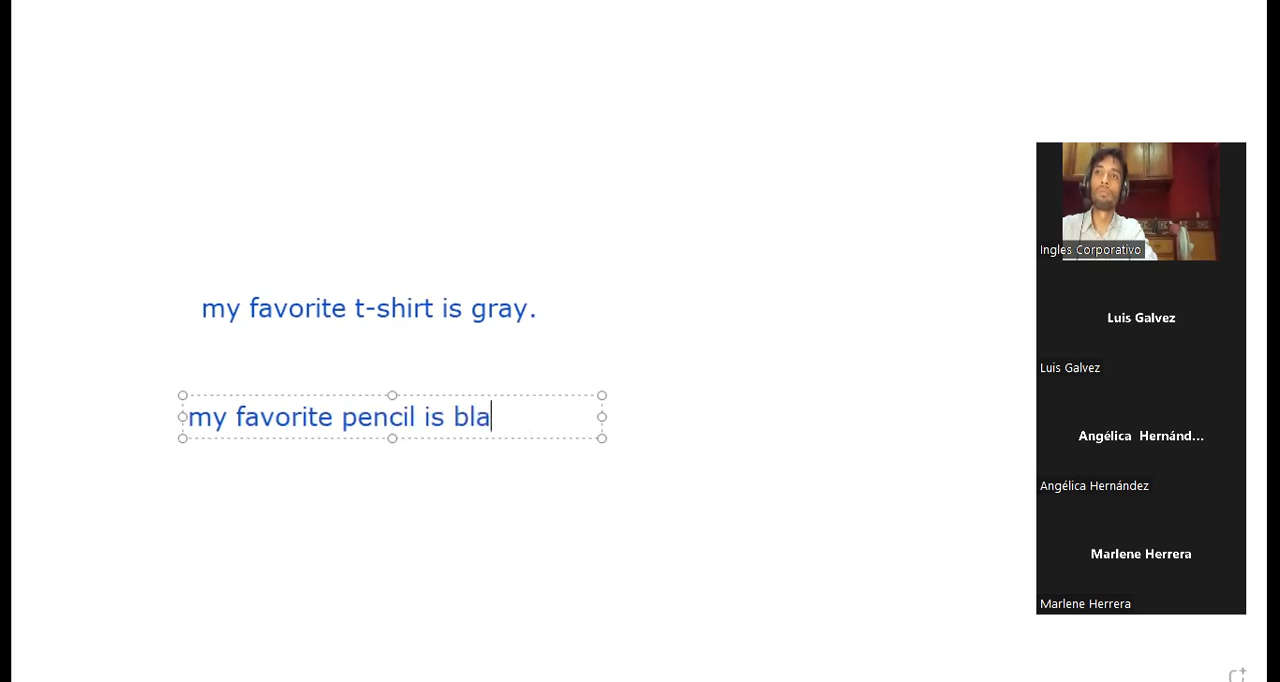 my favorite t-shirt is gray.
my favorite pencil is bla
Ingles Corporativo
Luis Galvez
Luis Galvez
Angélica Hernánd...
Angélica Hernández
Marlene Herrera
Marlene Herrera